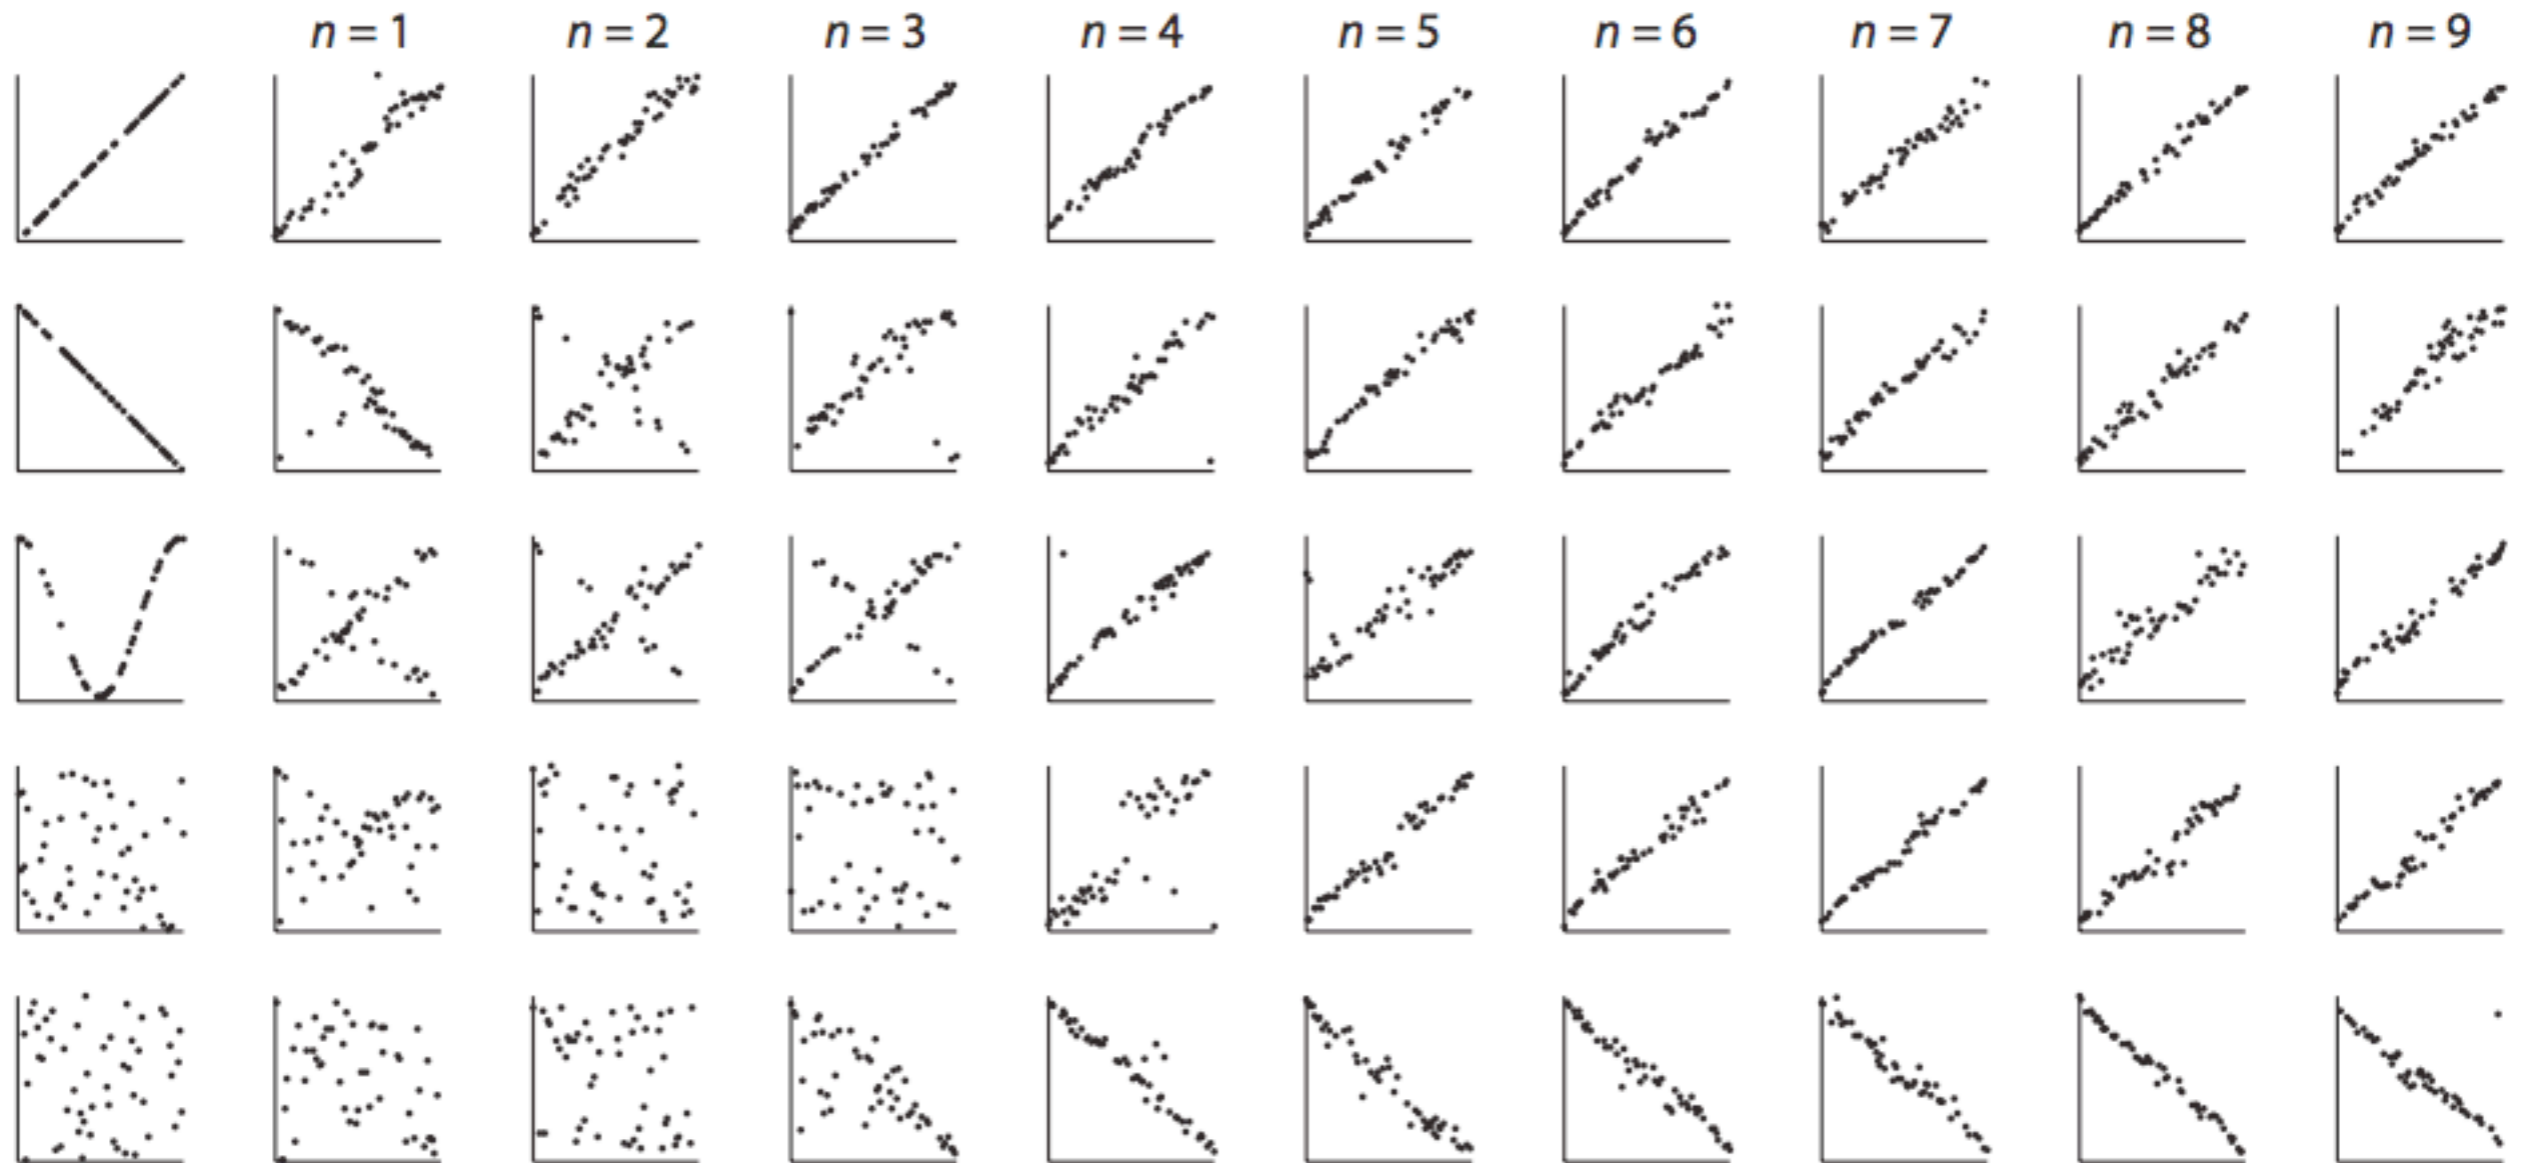 n = 1 n = 2 n = 3 n = 4 n = 5 n = 6 n = 7 n = 8 n = 9